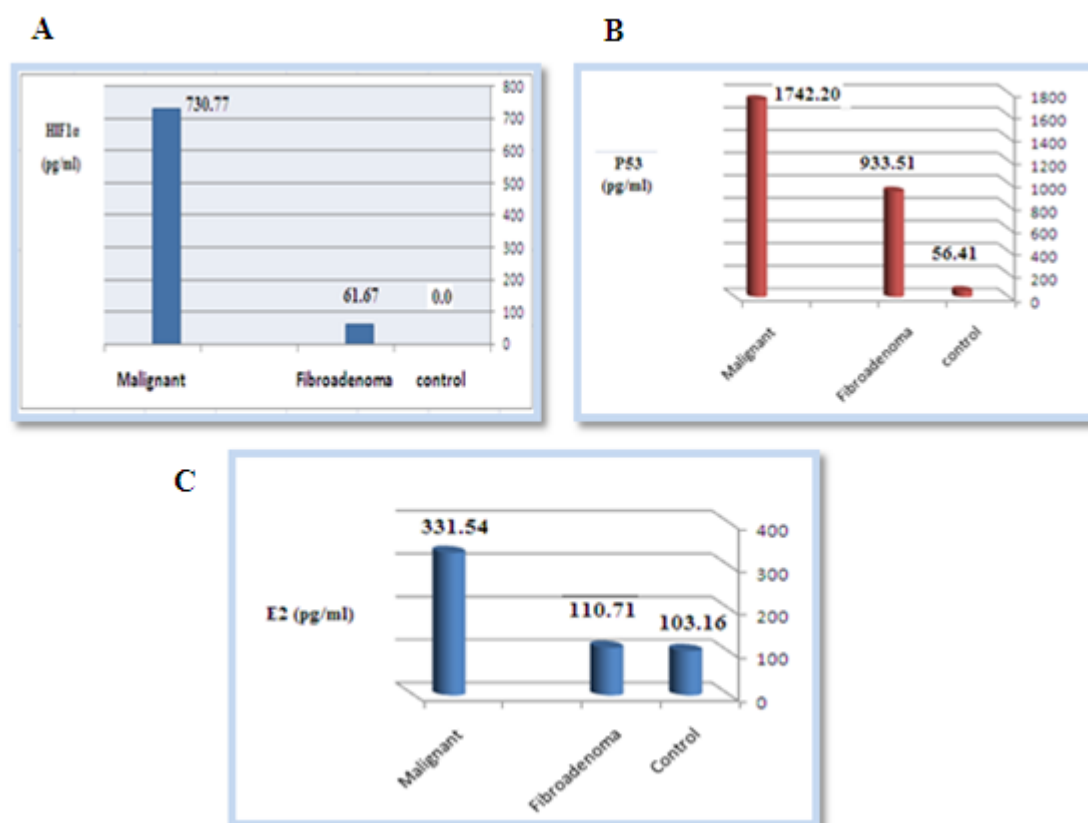 A
HIF1α
(pg/ml)
730.77
61.67
0.0
800
700
600
500
400
300
200
100
0
Malignant
Fibroadenoma
control
B
P53
(pg/ml)
1742.20
933.51
56.41
1800
1600
1400
1200
1000
800
600
400
200
0
Malignant
Fibroadenoma
control
C
E2 (pg/ml)
331.54
110.71
103.16
400
300
200
100
0
Malignant
Fibroadenoma
Control